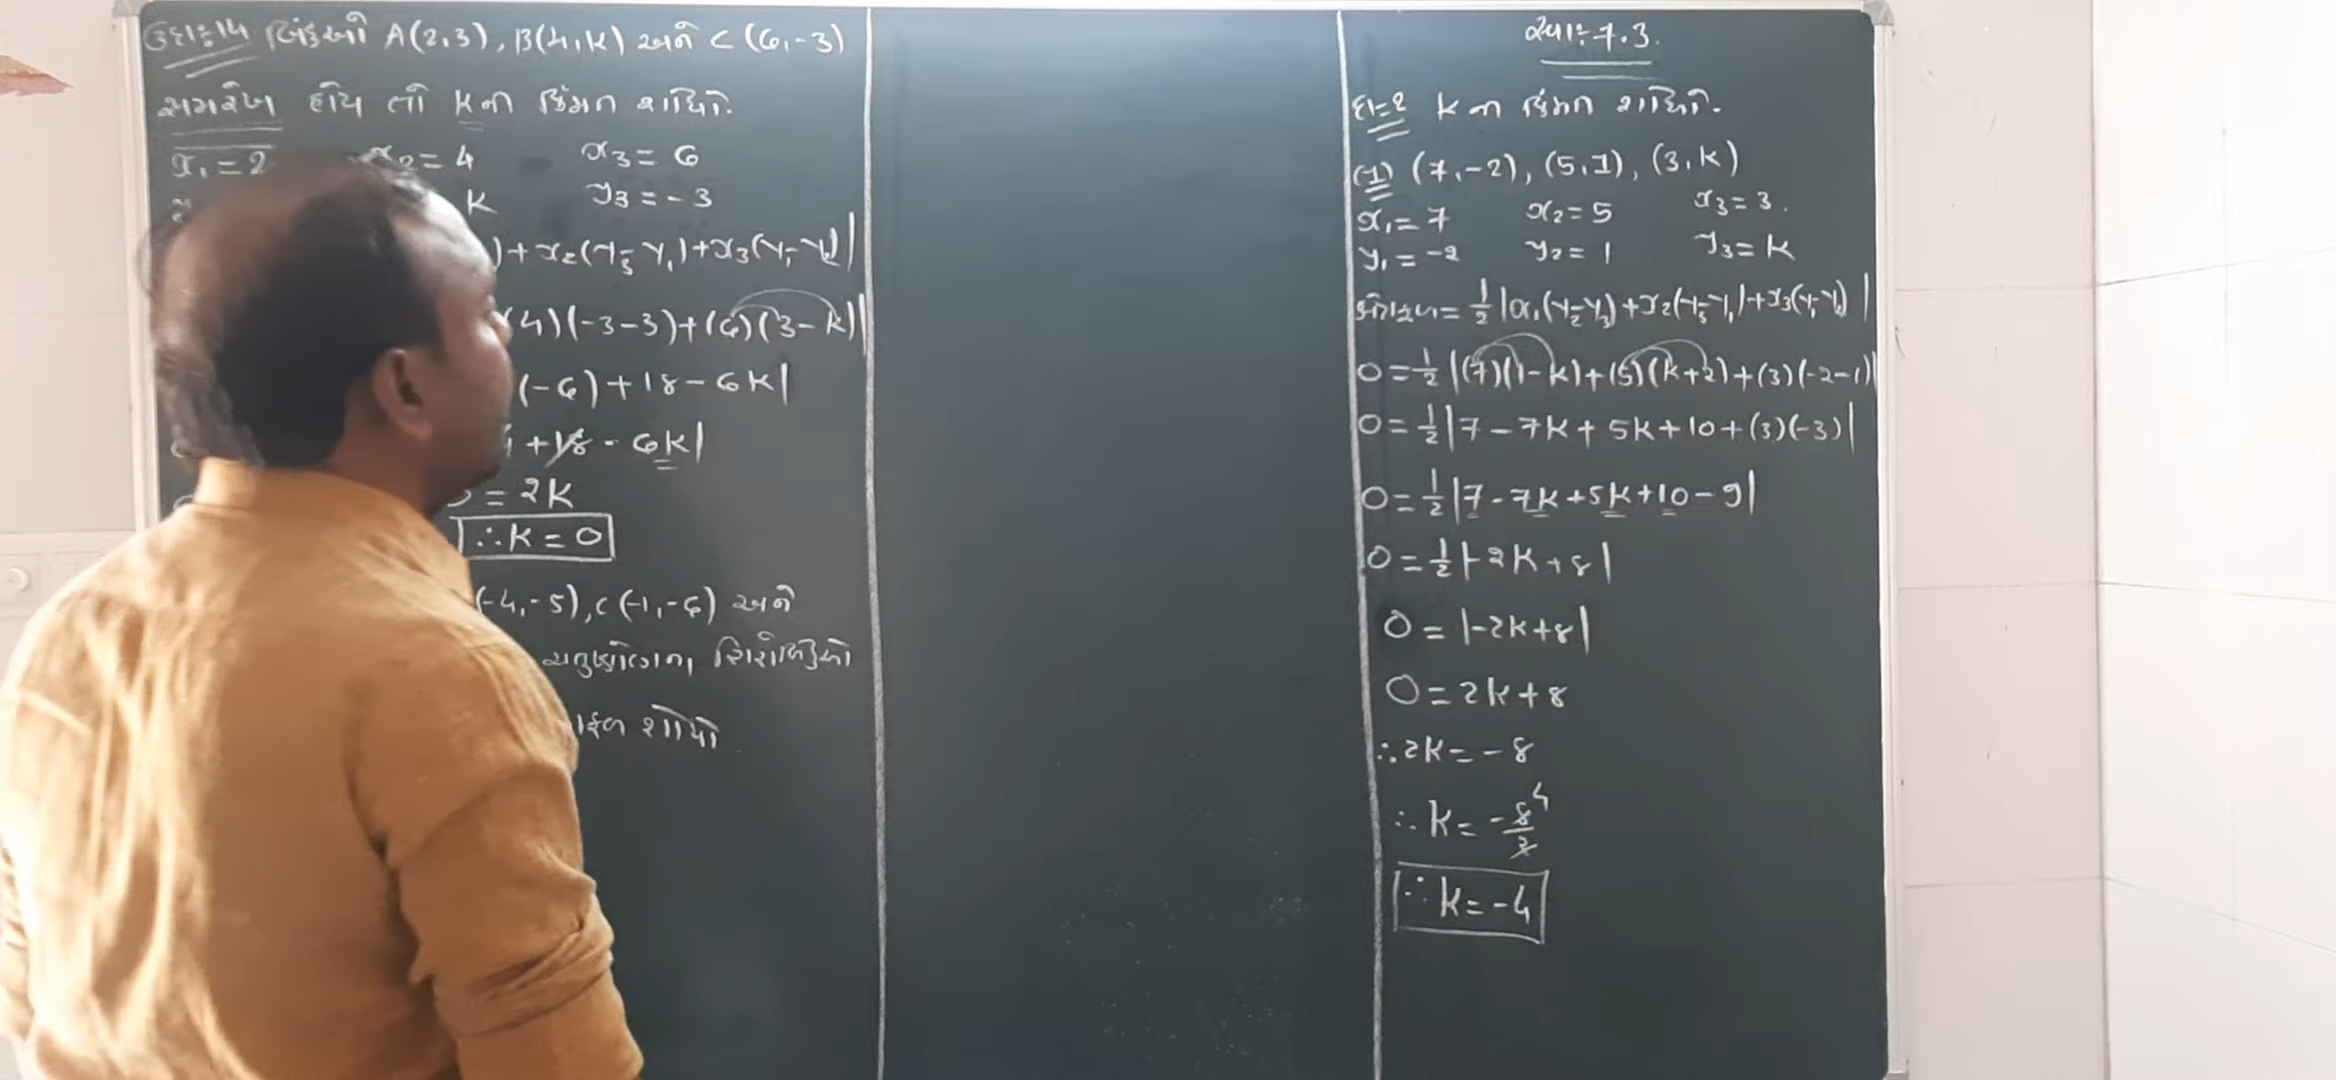 ઉદાઃ14 બિંદુઓ A(2,3), B(4,K) અને C (6,-3)
સમરેખ હોય તો Kની કિંમત શોધો.
x₁ = 2 x₂ = 4 x₃ = 6
K y₃ = -3
) + x₂(y₃-y₁) + x₃(y₁-y₂)|
(4)(-3-3)+(6)(3-k)|
(-6) + 18 - 6K|
+18 - 6K|
= 2K
∴ K = 0
(-4,-5), C(-1,-6) અને
ચતુષ્કોણના શિરોબિંદુઓ
શોધો
સ્વાઃ-7.3.
દા-2 K ની કિંમત શોધો.
(1) (7,-2), (5,1), (3,K)
x₁ = 7 x₂ = 5 x₃ = 3.
y₁ = -2 y₂ = 1 y₃ = K
ક્ષેત્રફળ = ½ |x₁(y₂-y₃)+x₂(y₃-y₁)+x₃(y₁-y₂)|
0 = ½ |(7)(1-k)+(5)(k+2)+(3)(-2-1)|
0 = ½ |7 - 7K + 5K + 10 + (3)(-3)|
0 = ½ |7 - 7K + 5K + 10 - 9|
0 = ½ |-2K + 8|
0 = |-2K+8|
0 = 2K + 8
∴ 2K = - 8
∴ K = - 8/2 4
∴ K = -4